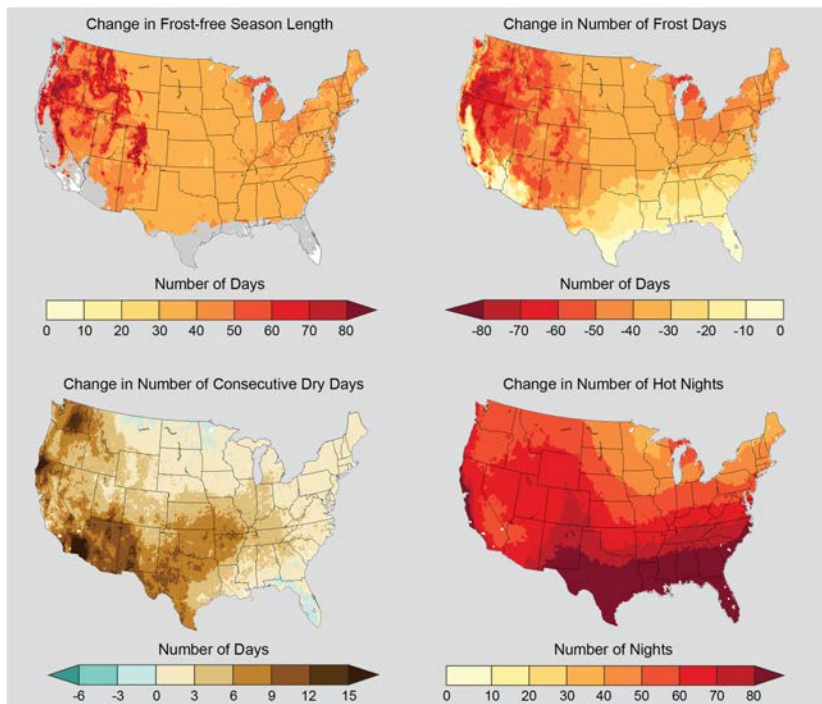 Change in Frost-free Season Length
Number of Days
0 10 20 30 40 50 60 70 80
Change in Number of Frost Days
Number of Days
-80 -70 -60 -50 -40 -30 -20 -10 0
Change in Number of Consecutive Dry Days
Number of Days
-6 -3 0 3 6 9 12 15
Change in Number of Hot Nights
Number of Nights
0 10 20 30 40 50 60 70 80